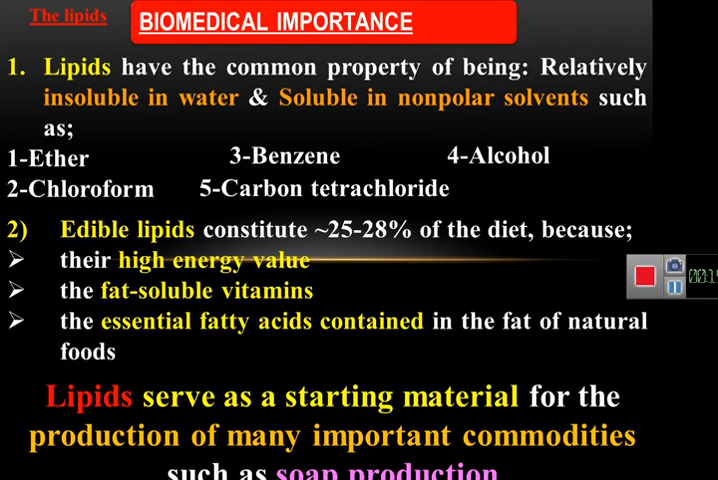 The lipids
BIOMEDICAL IMPORTANCE
1. Lipids have the common property of being: Relatively
insoluble in water & Soluble in nonpolar solvents such
as;
1-Ether 3-Benzene 4-Alcohol
2-Chloroform 5-Carbon tetrachloride
2) Edible lipids constitute ~25-28% of the diet, because;
➢ their high energy value
➢ the fat-soluble vitamins
➢ the essential fatty acids contained in the fat of natural
foods
Lipids serve as a starting material for the
production of many important commodities
such as soap production